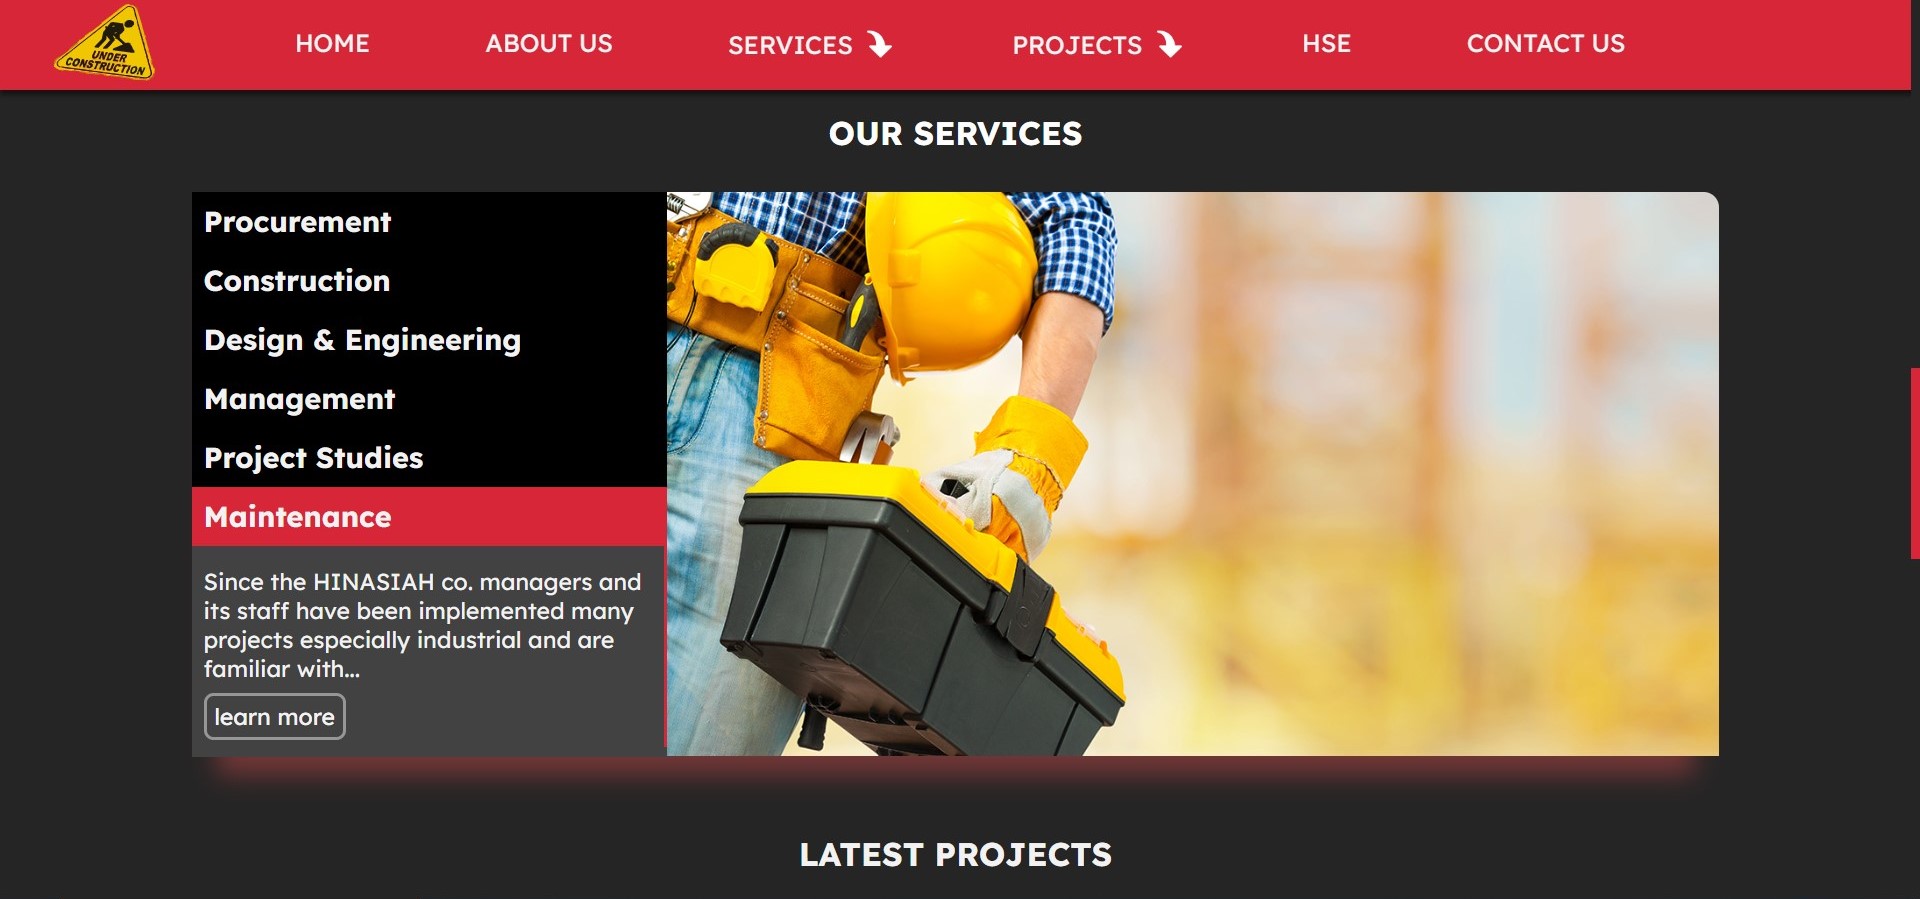 UNDER
CONSTRUCTION
HOME
ABOUT US
SERVICES
PROJECTS
HSE
CONTACT US
OUR SERVICES
Procurement
Construction
Design & Engineering
Management
Project Studies
Maintenance
Since the HINASIAH co. managers and
its staff have been implemented many
projects especially industrial and are
familiar with...
learn more
LATEST PROJECTS